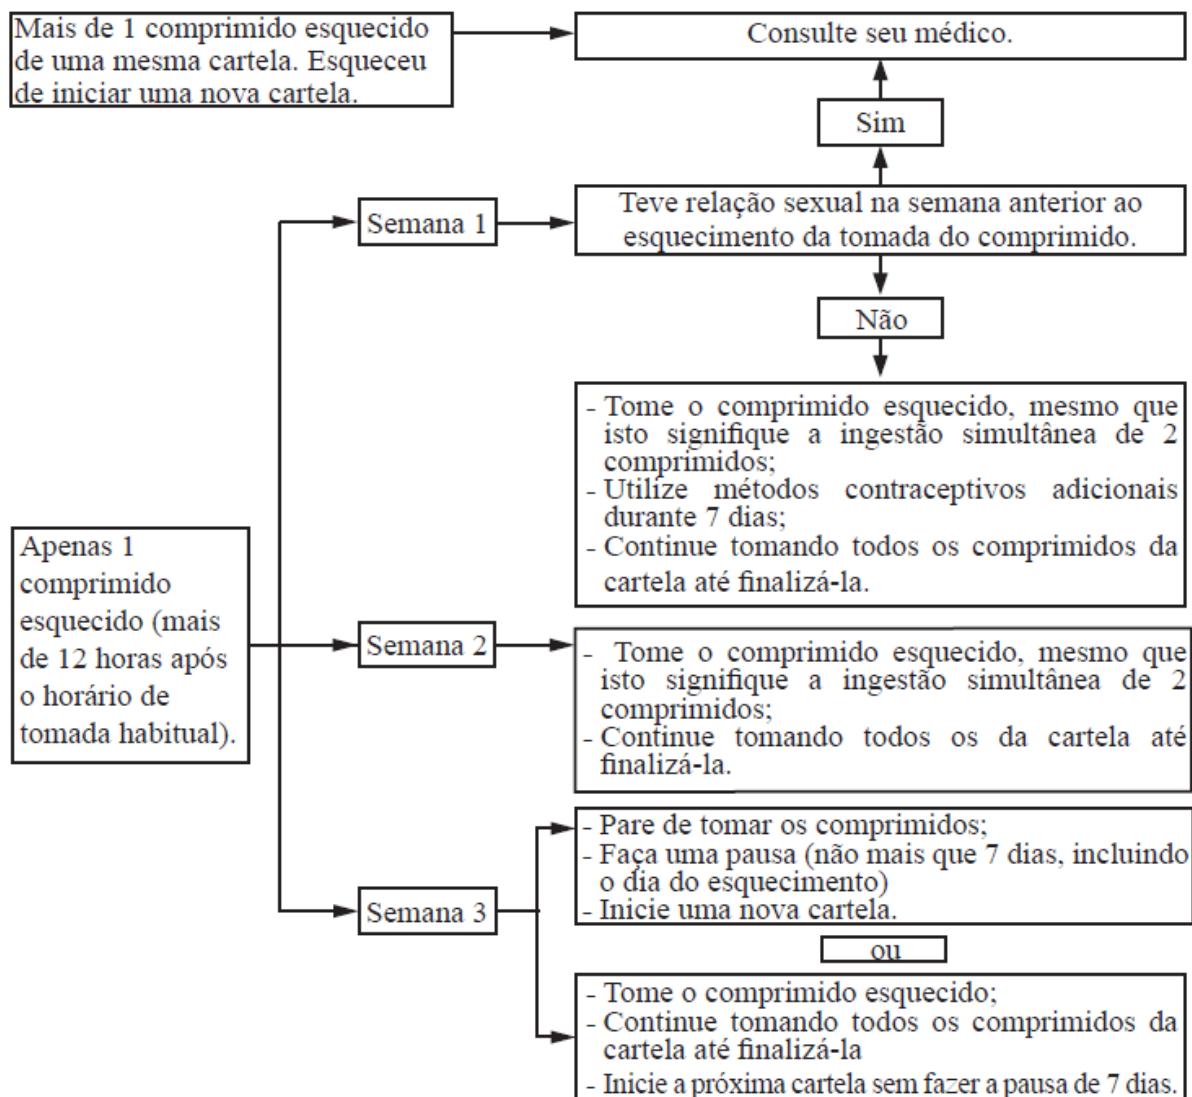 Mais de 1 comprimido esquecido
de uma mesma cartela. Esqueceu
de iniciar uma nova cartela.
Consulte seu médico.
Sim
Semana 1
Teve relação sexual na semana anterior ao
esquecimento da tomada do comprimido.
Não
- Tome o comprimido esquecido, mesmo que
isto signifique a ingestão simultânea de 2
comprimidos;
- Utilize métodos contraceptivos adicionais
durante 7 dias;
- Continue tomando todos os comprimidos da
cartela até finalizá-la.
Apenas 1
comprimido
esquecido (mais
de 12 horas após
o horário de
tomada habitual).
Semana 2
- Tome o comprimido esquecido, mesmo que
isto signifique a ingestão simultânea de 2
comprimidos;
- Continue tomando todos os da cartela até
finalizá-la.
Semana 3
- Pare de tomar os comprimidos;
- Faça uma pausa (não mais que 7 dias, incluindo
o dia do esquecimento)
- Inicie uma nova cartela.
ou
- Tome o comprimido esquecido;
- Continue tomando todos os comprimidos da
cartela até finalizá-la
- Inicie a próxima cartela sem fazer a pausa de 7 dias.